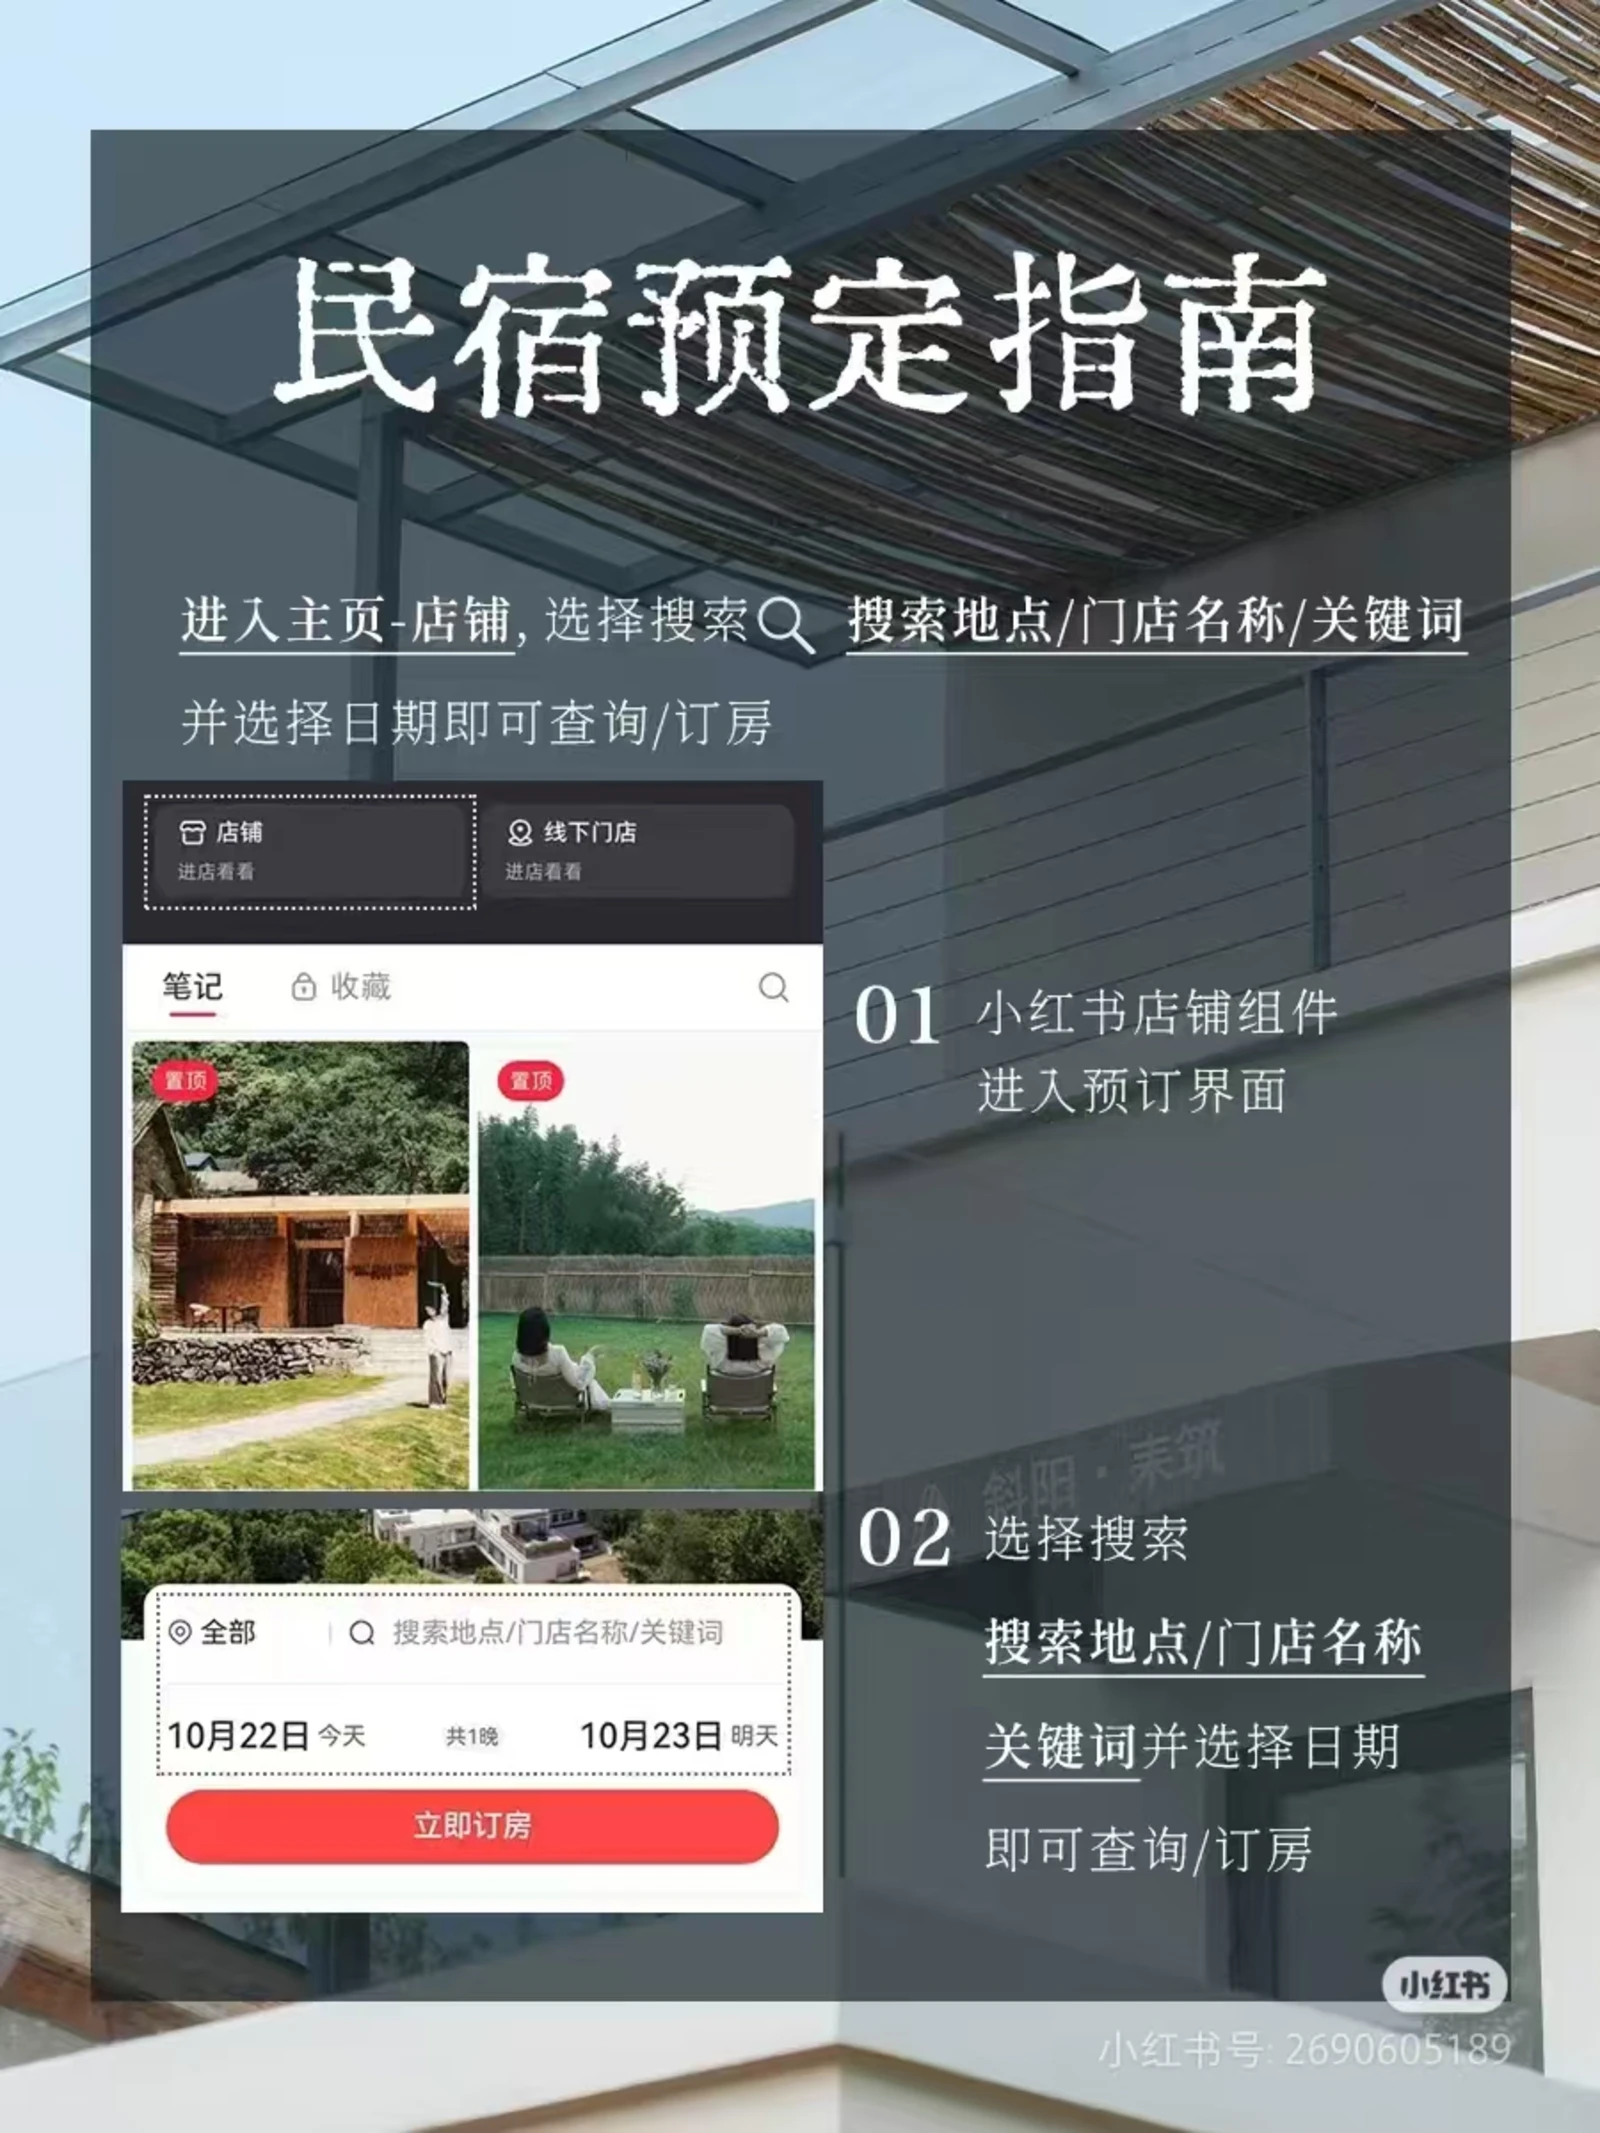 民宿预定指南
进入主页-店铺, 选择搜索 搜索地点/门店名称/关键词
并选择日期即可查询/订房
店铺
进店看看
线下门店
进店看看
笔记 收藏
置顶 置顶
01 小红书店铺组件
进入预订界面
斜阳·
02 选择搜索
搜索地点/门店名称
关键词并选择日期
即可查询/订房
全部 搜索地点/门店名称/关键词
10月22日 今天 共1晚 10月23日 明天
立即订房
小红书
小红书号: 2690605189